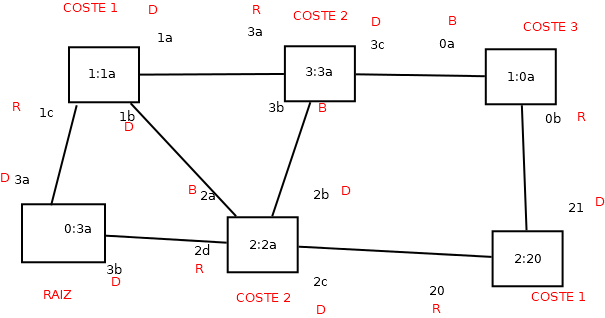 COSTE 1
D
1a
R
3a
COSTE 2
D
3c
B
0a
COSTE 3
1:1a
3:3a
1:0a
R
1c
1b
D
3b
B
0b
R
D
3a
B
2a
2b
D
21
D
0:3a
2d
R
2:2a
2:20
3b
D
RAIZ
COSTE 2
2c
D
20
R
COSTE 1